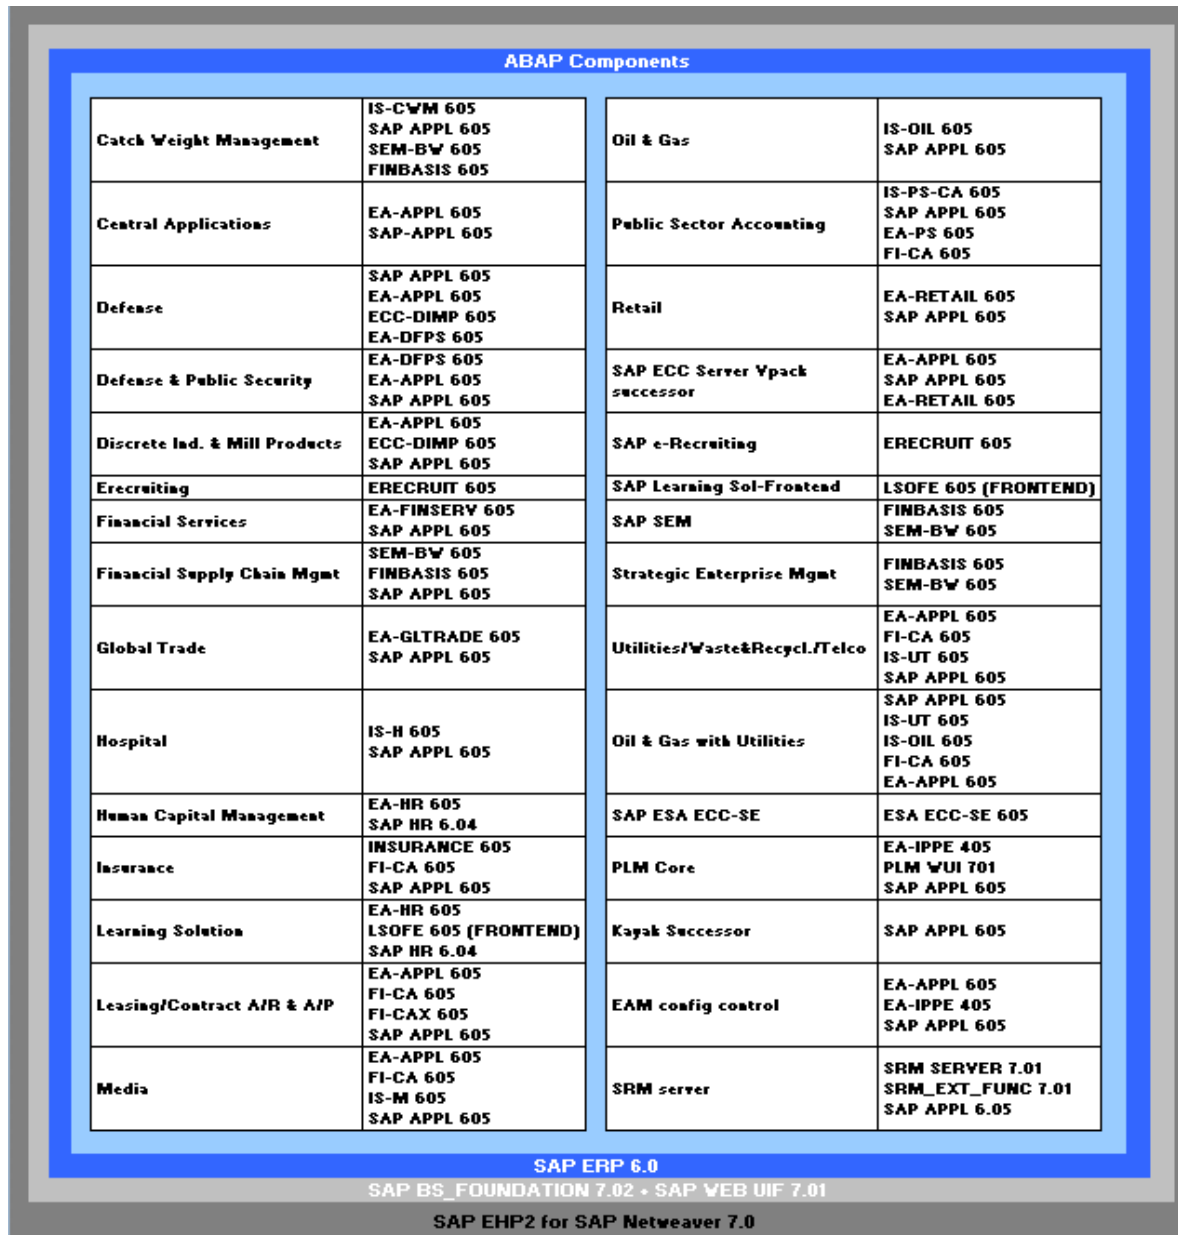 ABAP Components
Catch Weight Management
IS-CWM 605
SAP APPL 605
SEM-BW 605
FINBASIS 605
Central Applications
EA-APPL 605
SAP-APPL 605
Defense
SAP APPL 605
EA-APPL 605
ECC-DIMP 605
EA-DFPS 605
Defense & Public Security
EA-DFPS 605
EA-APPL 605
SAP APPL 605
Discrete Ind. & Mill Products
EA-APPL 605
ECC-DIMP 605
SAP APPL 605
Erecruiting
ERECRUIT 605
Financial Services
EA-FINSERV 605
SAP APPL 605
Financial Supply Chain Mgmt
SEM-BW 605
FINBASIS 605
SAP APPL 605
Global Trade
EA-GLTRADE 605
SAP APPL 605
Hospital
IS-H 605
SAP APPL 605
Human Capital Management
EA-HR 605
SAP HR 6.04
Insurance
INSURANCE 605
FI-CA 605
SAP APPL 605
Learning Solution
EA-HR 605
LSOFE 605 (FRONTEND)
SAP HR 6.04
Leasing/Contract A/R & A/P
EA-APPL 605
FI-CA 605
FI-CAX 605
SAP APPL 605
Media
EA-APPL 605
FI-CA 605
IS-M 605
SAP APPL 605
Oil & Gas
IS-OIL 605
SAP APPL 605
Public Sector Accounting
IS-PS-CA 605
SAP APPL 605
EA-PS 605
FI-CA 605
Retail
EA-RETAIL 605
SAP APPL 605
SAP ECC Server Vpack
successor
EA-APPL 605
SAP APPL 605
EA-RETAIL 605
SAP e-Recruiting
ERECRUIT 605
SAP Learning Sol-Frontend
LSOFE 605 (FRONTEND)
SAP SEM
FINBASIS 605
SEM-BW 605
Strategic Enterprise Mgmt
FINBASIS 605
SEM-BW 605
Utilities/Waste&Recycl./Telco
EA-APPL 605
FI-CA 605
IS-UT 605
SAP APPL 605
Oil & Gas with Utilities
SAP APPL 605
IS-UT 605
IS-OIL 605
FI-CA 605
EA-APPL 605
SAP ESA ECC-SE
ESA ECC-SE 605
PLM Core
EA-IPPE 405
PLM WUI 701
SAP APPL 605
Kayak Successor
SAP APPL 605
EAM config control
EA-APPL 605
EA-IPPE 405
SAP APPL 605
SRM server
SRM SERVER 7.01
SRM_EXT_FUNC 7.01
SAP APPL 6.05
SAP ERP 6.0
SAP BS_FOUNDATION 7.02 + SAP WEB UIF 7.01
SAP EHP2 for SAP Netweaver 7.0